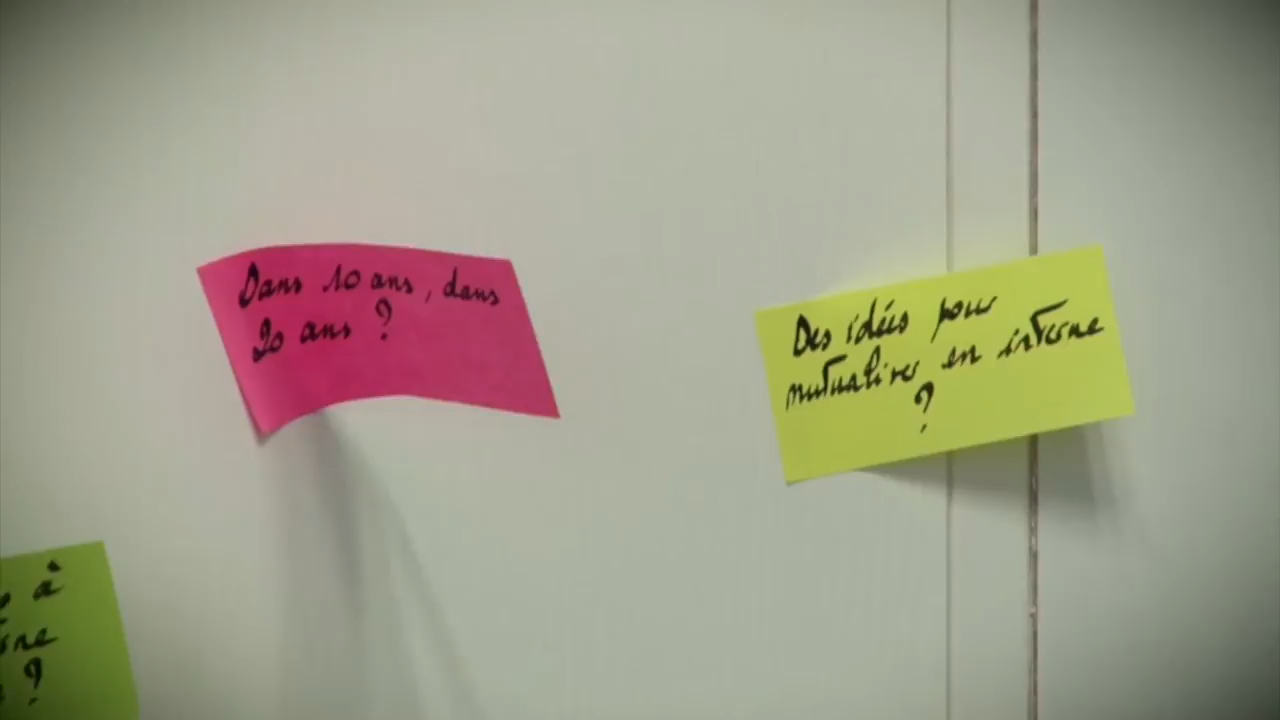 Dans 10 ans, dans
20 ans ?
Des idées pour
mutualiser en interne
?
à
?